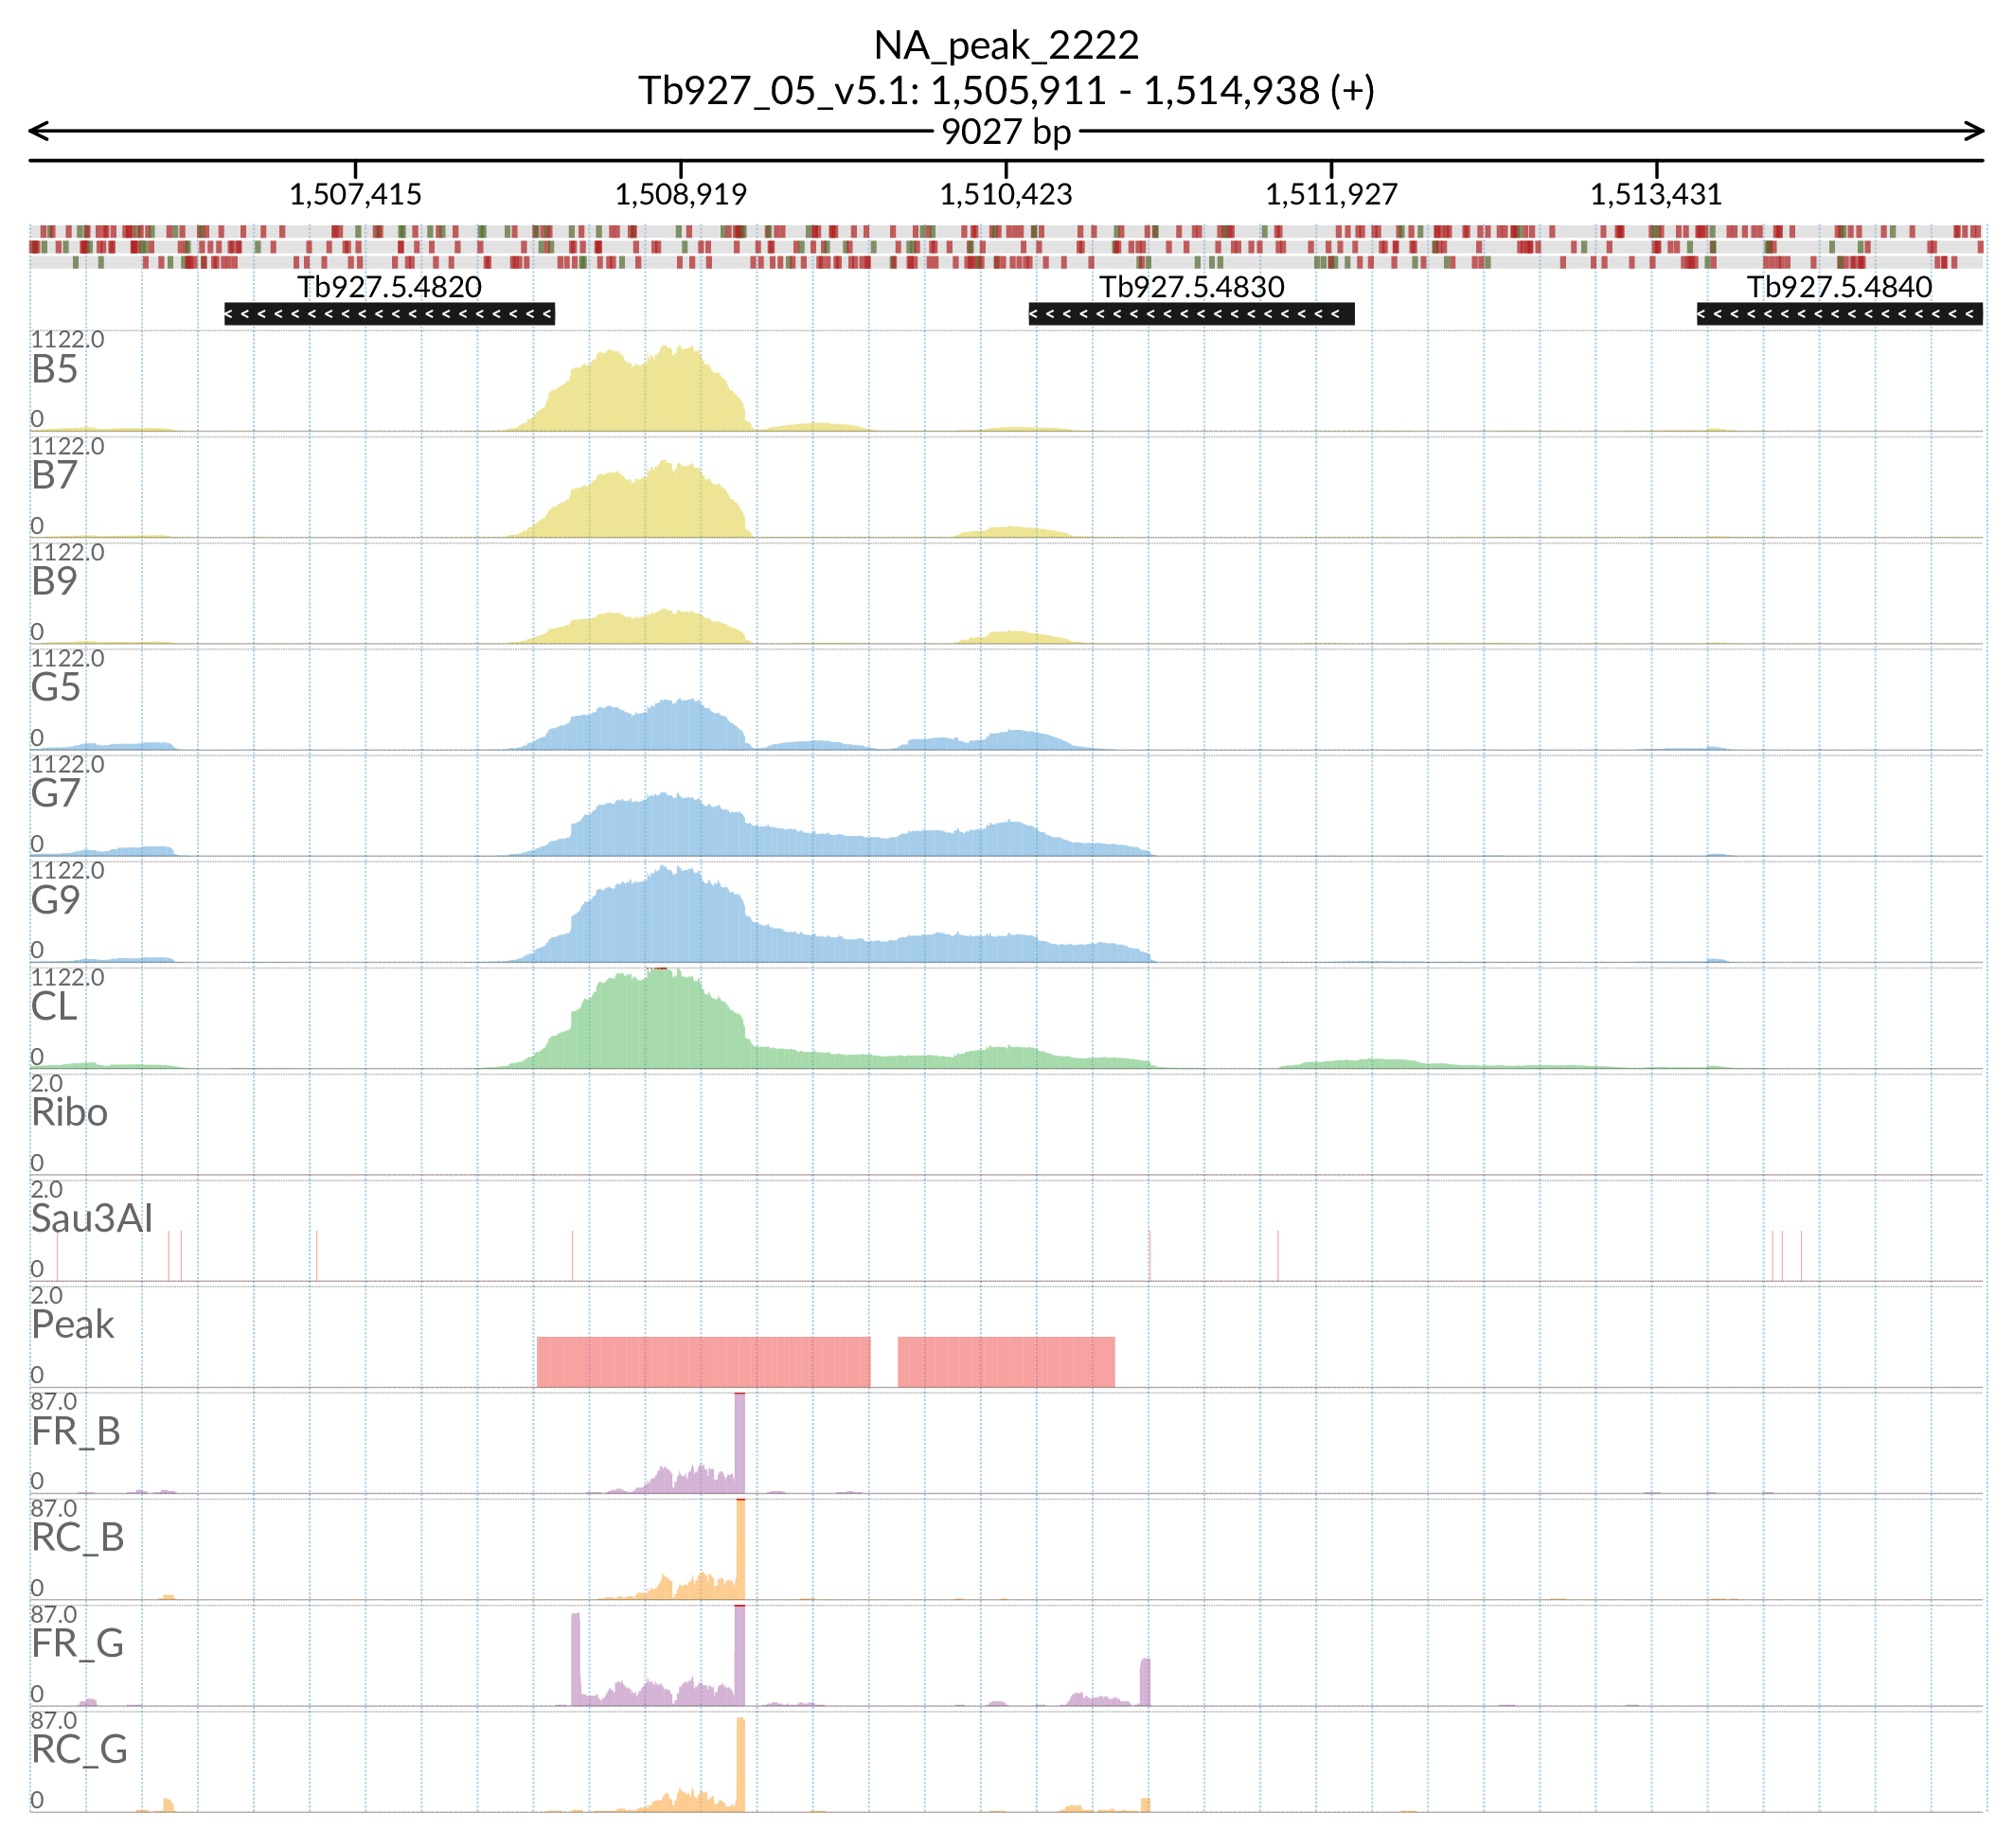 NA_peak_2222
Tb927_05_v5.1: 1,505,911 - 1,514,938 (+)
9027 bp
1,507,415 1,508,919 1,510,423 1,511,927 1,513,431
Tb927.5.4820 Tb927.5.4830 Tb927.5.4840
1122.0
B5
0
1122.0
B7
0
1122.0
B9
0
1122.0
G5
0
1122.0
G7
0
1122.0
G9
0
1122.0
CL
0
2.0
Ribo
0
2.0
Sau3AI
0
2.0
Peak
0
87.0
FR_B
0
87.0
RC_B
0
87.0
FR_G
0
87.0
RC_G
0